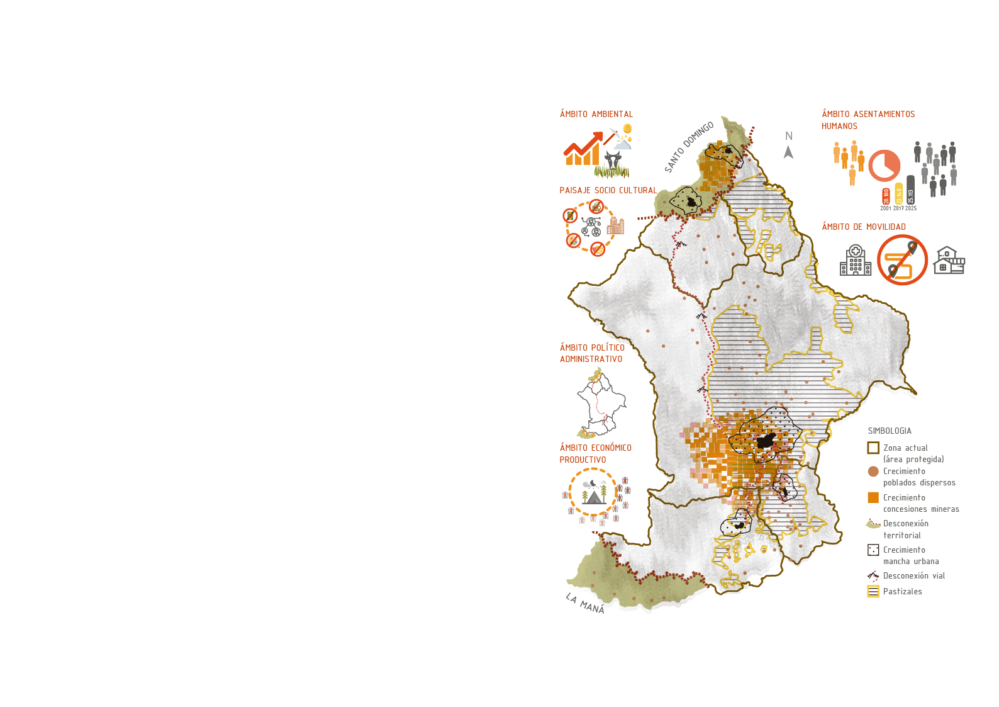 ÁMBITO AMBIENTAL
SANTO DOMINGO
N
ÁMBITO ASENTAMIENTOS
HUMANOS
20.180
23.140
25.113
2001 2017 2025
PAISAJE SOCIO CULTURAL
ÁMBITO DE MOVILIDAD
ÁMBITO POLÍTICO
ADMINISTRATIVO
ÁMBITO ECONÓMICO
PRODUCTIVO
LA MANÁ
SIMBOLOGIA
Zona actual
(área protegida)
Crecimiento
poblados dispersos
Crecimiento
concesiones mineras
Desconexión
territorial
Crecimiento
mancha urbana
Desconexión vial
Pastizales